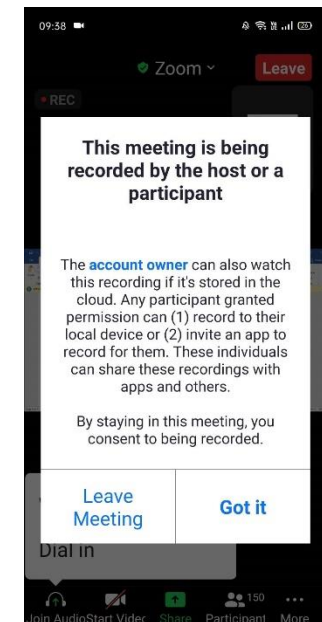 09:38
26
Zoom
Leave
REC
This meeting is being
recorded by the host or a
participant
The account owner can also watch
this recording if it's stored in the
cloud. Any participant granted
permission can (1) record to their
local device or (2) invite an app to
record for them. These individuals
can share these recordings with
apps and others.
By staying in this meeting, you
consent to being recorded.
Leave
Meeting
Got it
Dial in
150
Join Audio
Start Video
Share
Participant
More